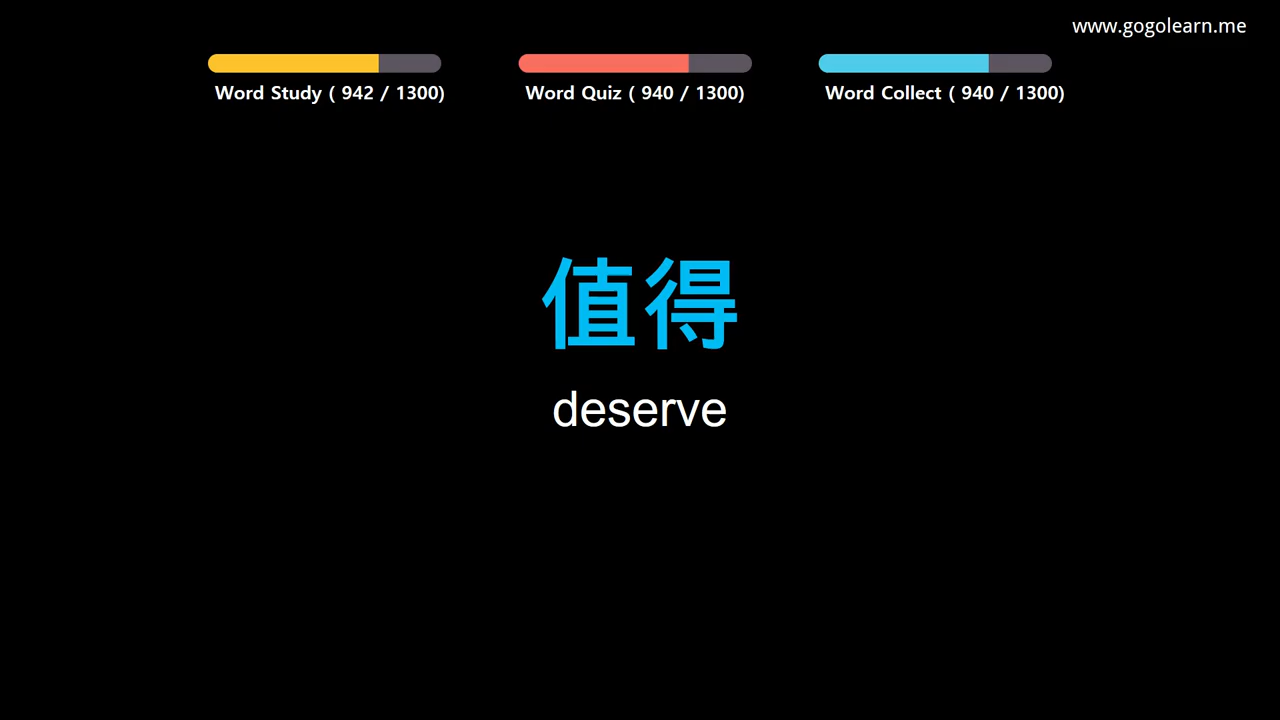 www.gogolearn.me
Word Study ( 942 / 1300)
Word Quiz ( 940 / 1300)
Word Collect ( 940 / 1300)
值得
deserve